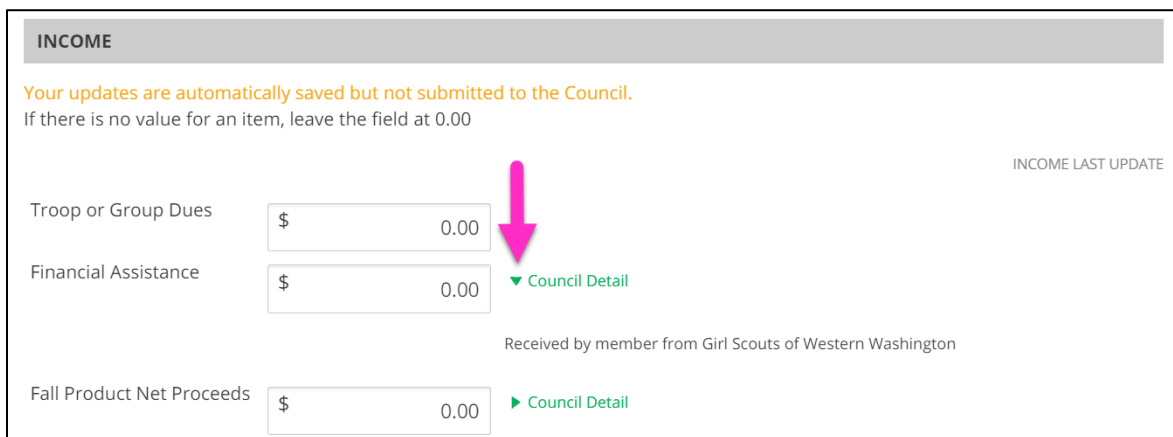 INCOME
Your updates are automatically saved but not submitted to the Council.
If there is no value for an item, leave the field at 0.00
INCOME LAST UPDATE
Troop or Group Dues $ 0.00
Financial Assistance $ 0.00 Council Detail
Received by member from Girl Scouts of Western Washington
Fall Product Net Proceeds $ 0.00 Council Detail